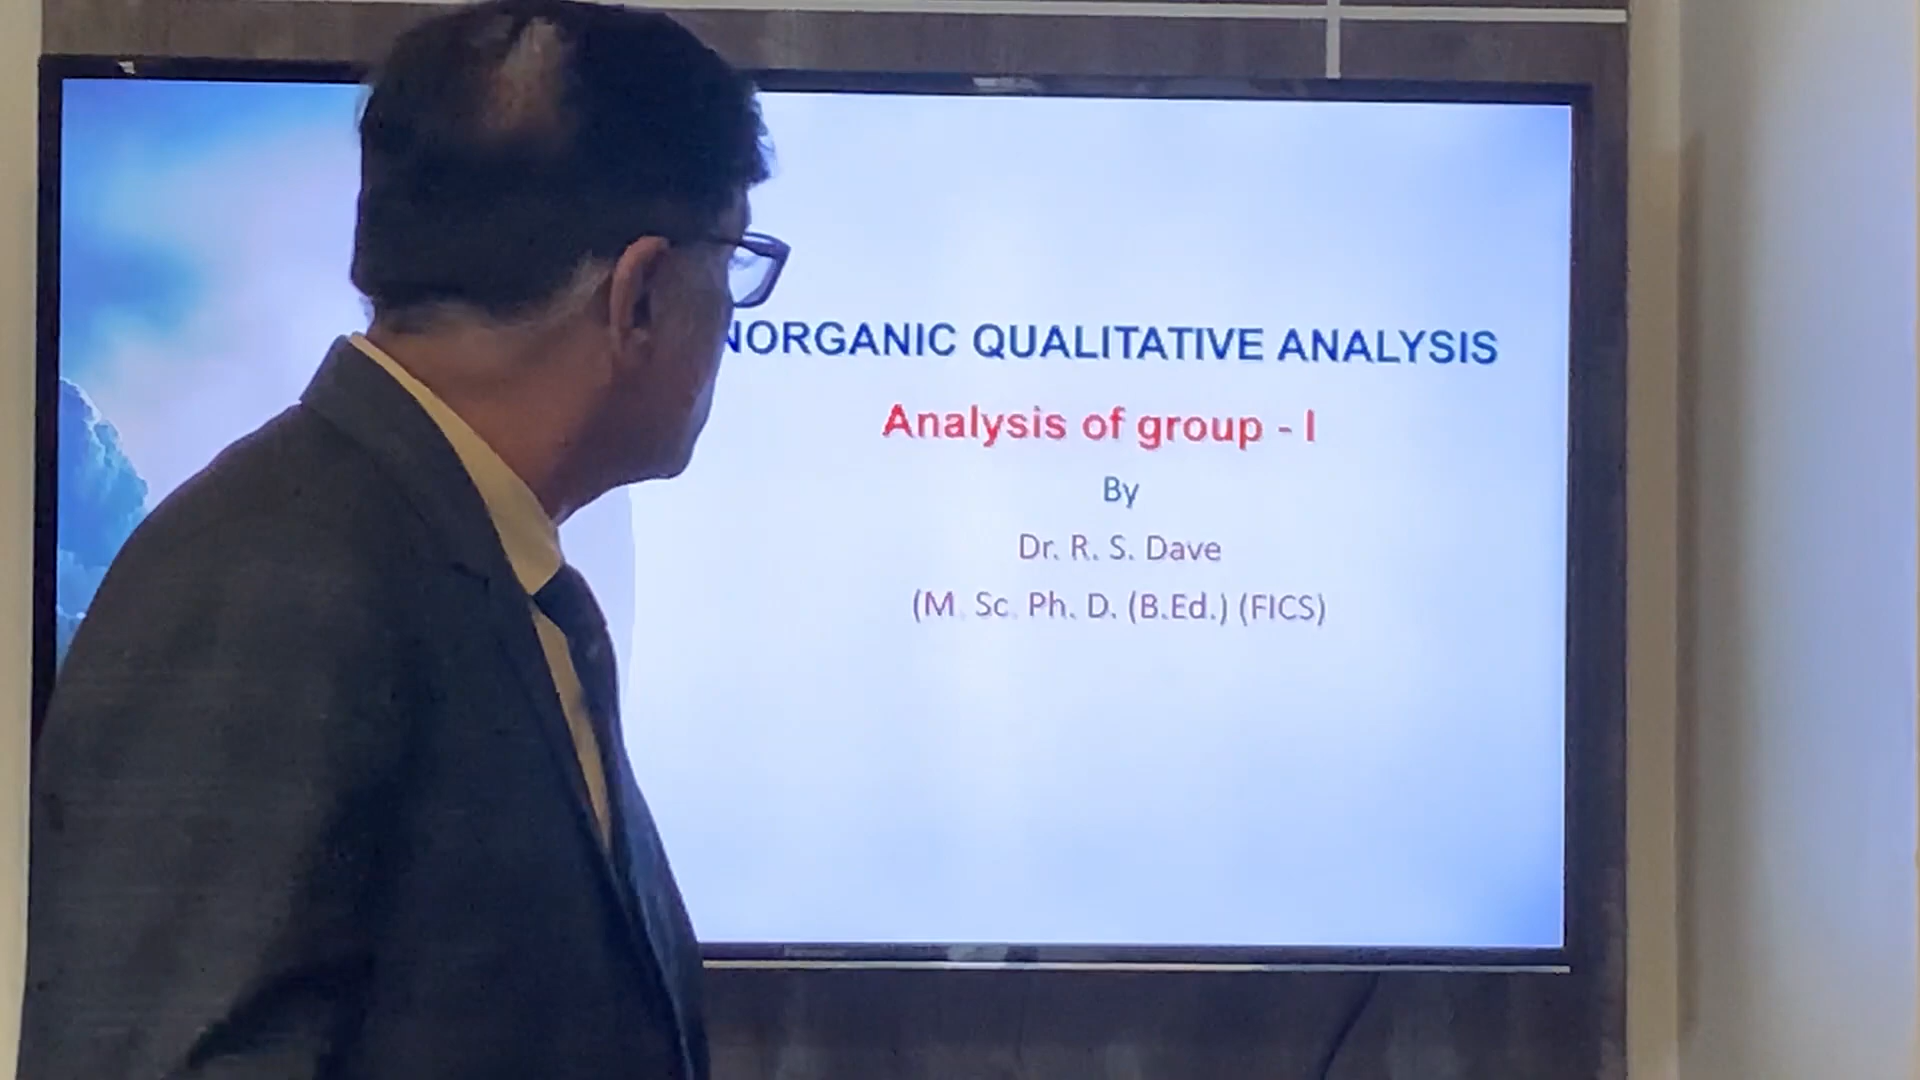 NORGANIC QUALITATIVE ANALYSIS
Analysis of group - I
By
Dr. R. S. Dave
(M. Sc. Ph. D. (B.Ed.) (FICS)